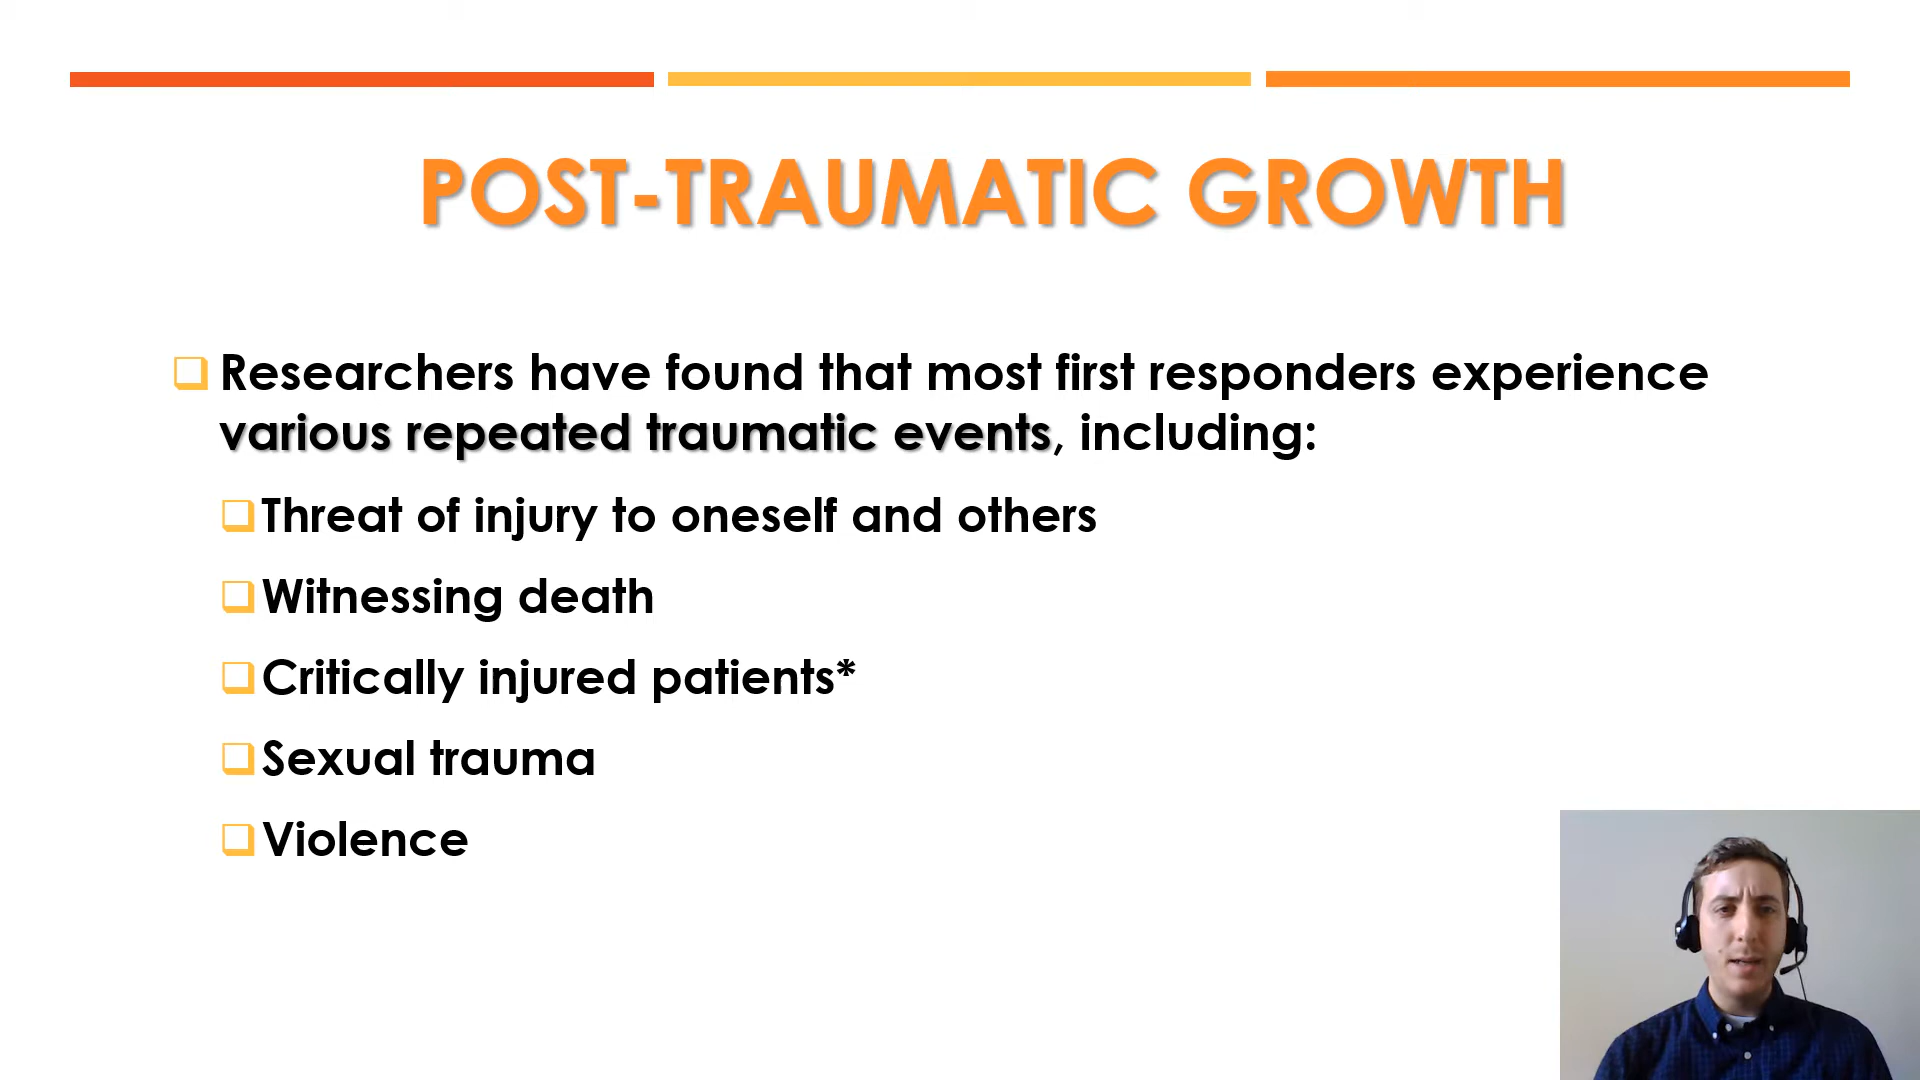 POST-TRAUMATIC GROWTH
Researchers have found that most first responders experience
various repeated traumatic events, including:
Threat of injury to oneself and others
Witnessing death
Critically injured patients*
Sexual trauma
Violence